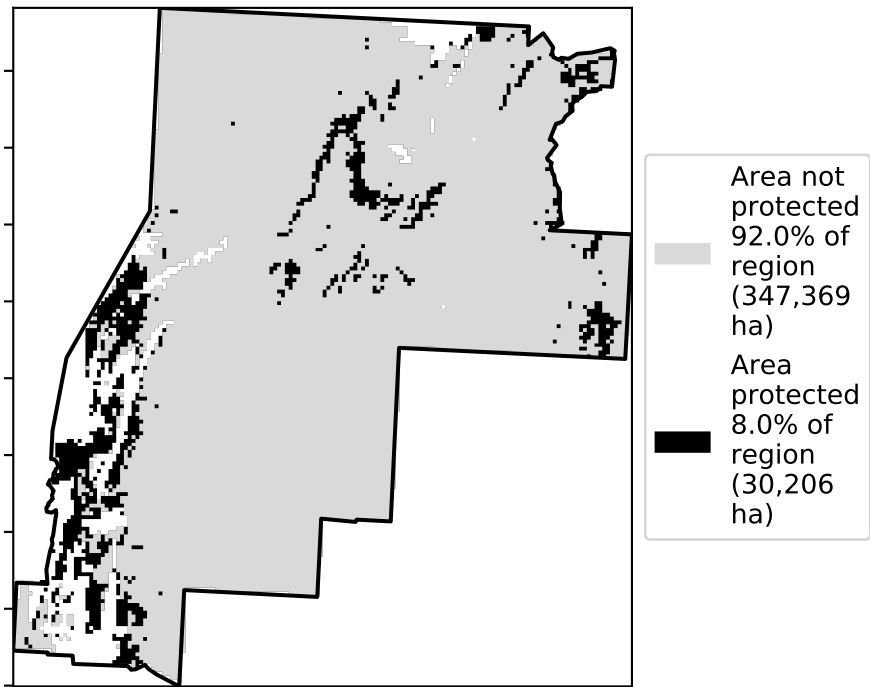 Area not
protected
92.0% of
region
(347,369
ha)
Area
protected
8.0% of
region
(30,206
ha)